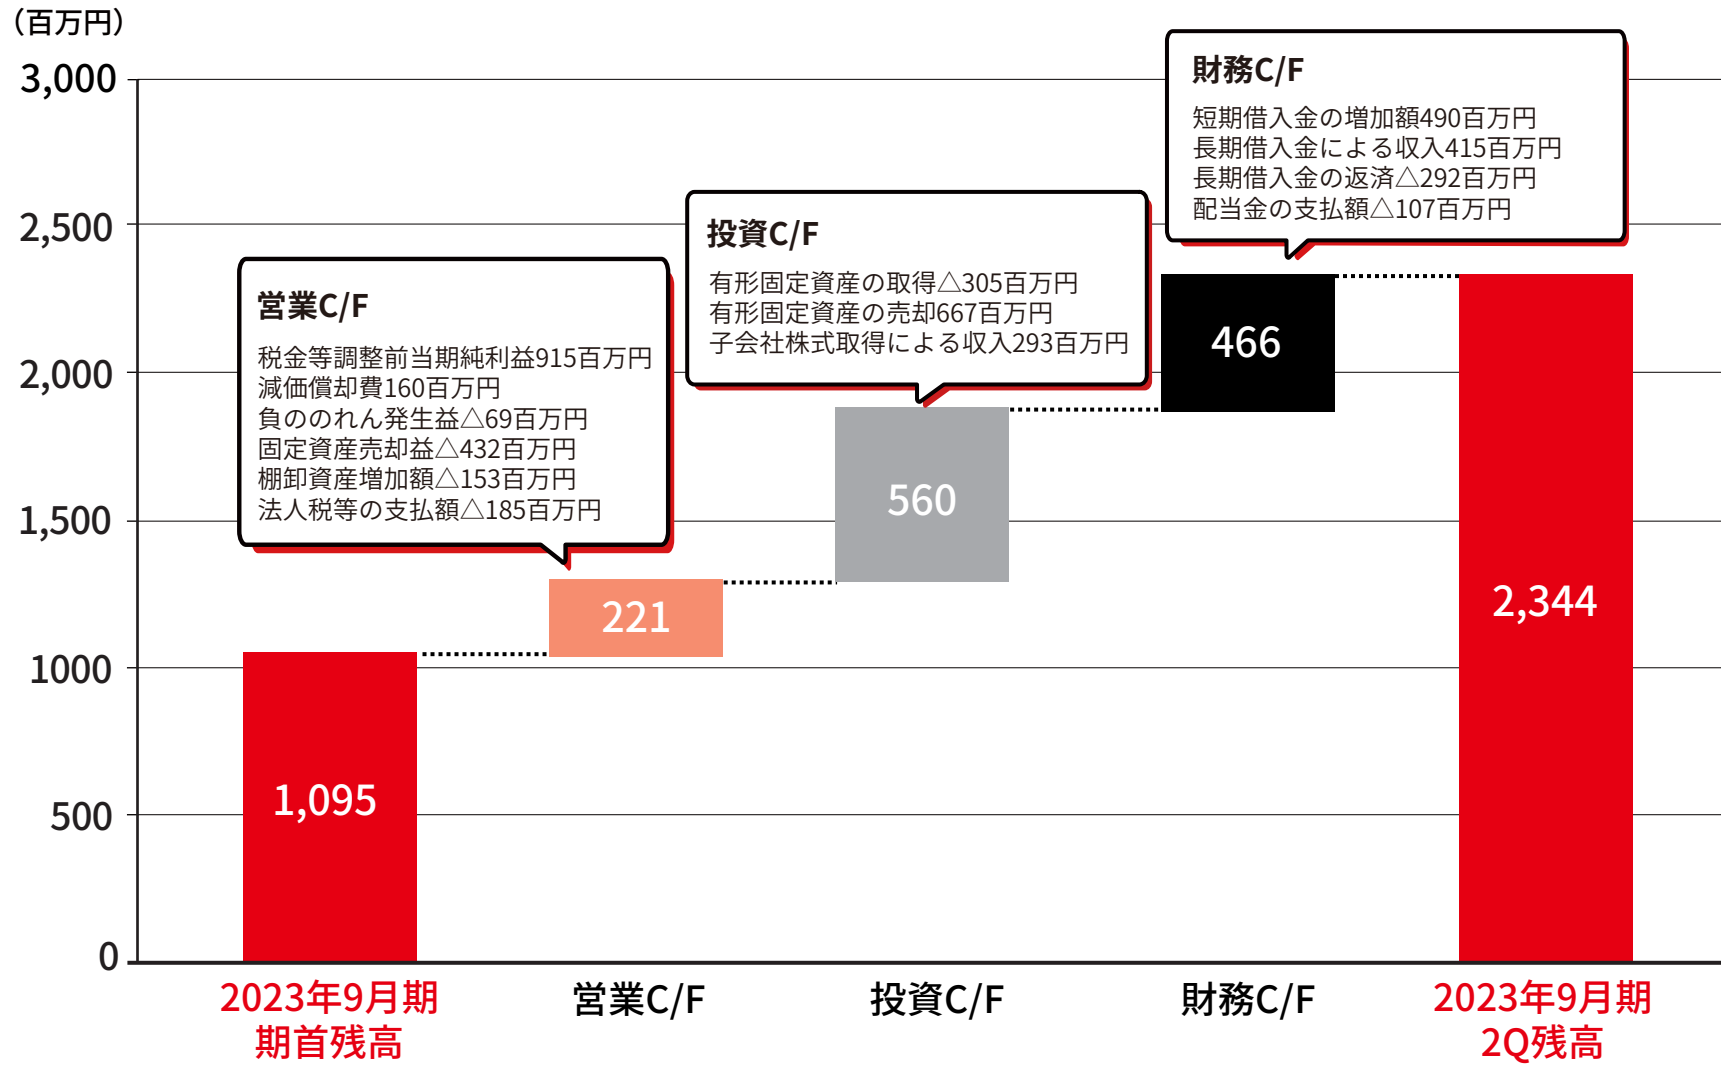 （百万円）
3,000
2,500
2,000
1,500
1000
500
0
営業C/F
税金等調整前当期純利益915百万円
減価償却費160百万円
負ののれん発生益△69百万円
固定資産売却益△432百万円
棚卸資産増加額△153百万円
法人税等の支払額△185百万円
投資C/F
有形固定資産の取得△305百万円
有形固定資産の売却667百万円
子会社株式取得による収入293百万円
財務C/F
短期借入金の増加額490百万円
長期借入金による収入415百万円
長期借入金の返済△292百万円
配当金の支払額△107百万円
1,095
221
560
466
2,344
2023年9月期
期首残高
営業C/F
投資C/F
財務C/F
2023年9月期
2Q残高